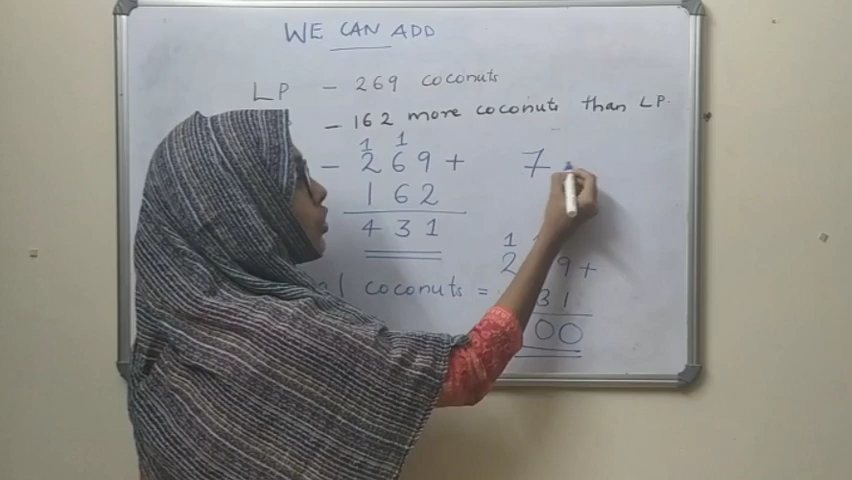 WE CAN ADD
LP - 269 coconuts
- 162 more coconuts than LP.
1 1
- 269 +
162
431
7
1
2 9 +
coconuts =
31
00